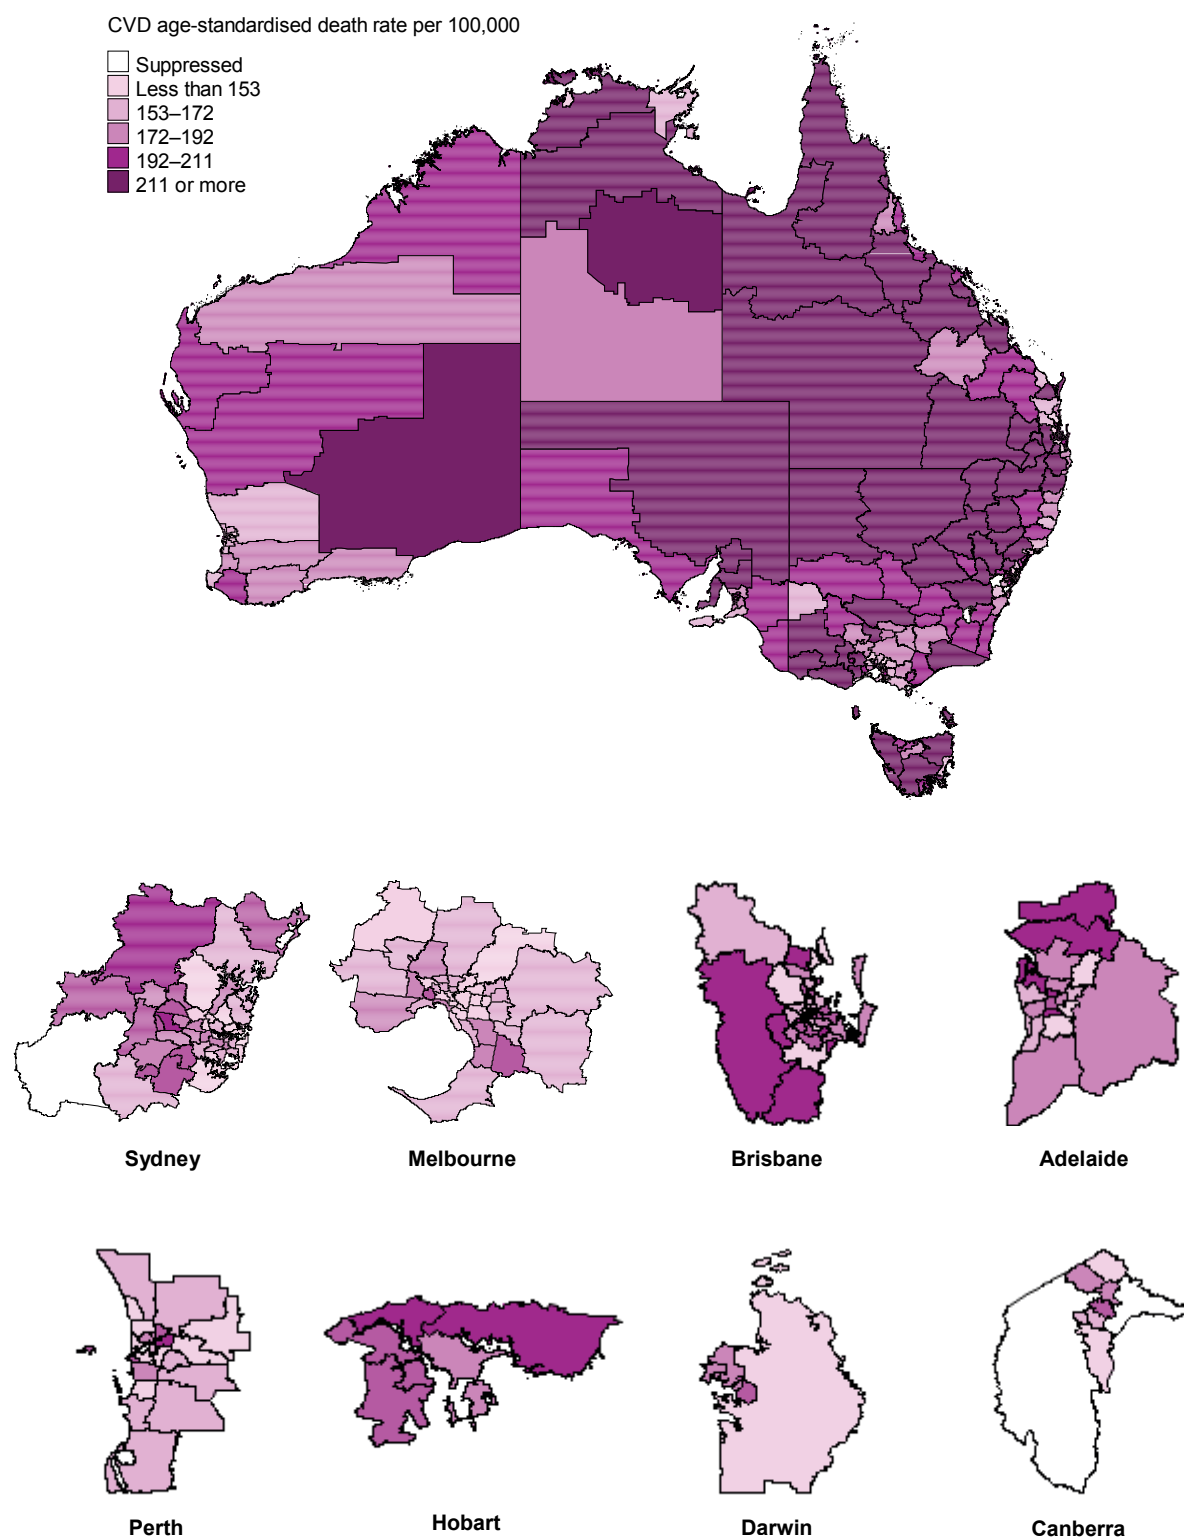 CVD age-standardised death rate per 100,000
Suppressed
Less than 153
153–172
172–192
192–211
211 or more
Sydney
Melbourne
Brisbane
Adelaide
Perth
Hobart
Darwin
Canberra